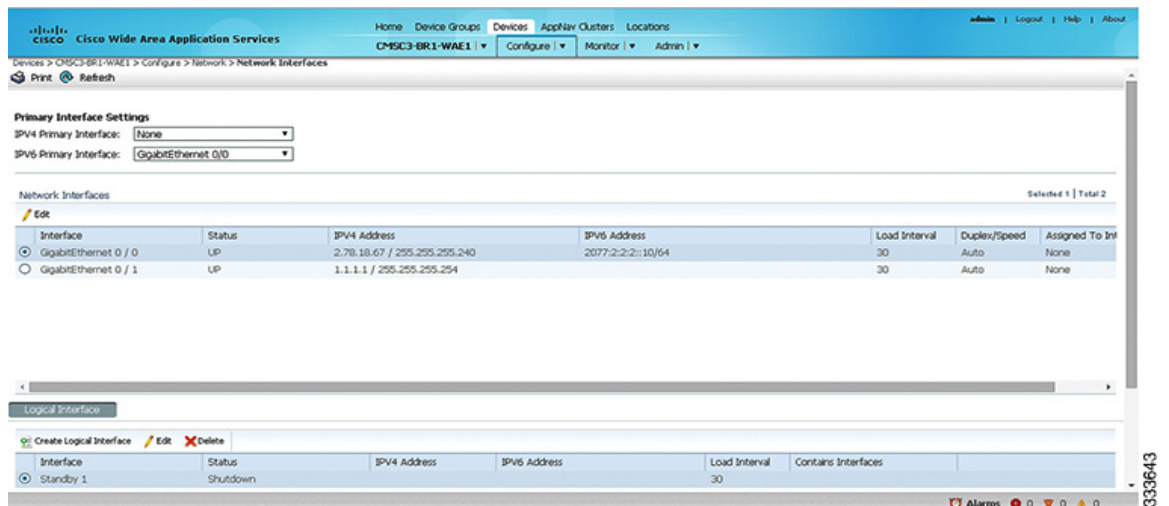 Home Device Groups Devices AppNav Clusters Locations
admin | Logout | Help | About
CISCO Cisco Wide Area Application Services
CMSC3-BR1-WAE1 | Configure | Monitor | Admin |
Devices > CMSC3-BR1-WAE1 > Configure > Network > Network Interfaces
Print Refresh
Primary Interface Settings
IPV4 Primary Interface: None
IPV6 Primary Interface: GigabitEthernet 0/0
Network Interfaces
Selected 1 | Total 2
Edit
Interface Status IPV4 Address IPV6 Address Load Interval Duplex/Speed Assigned To Int
GigabitEthernet 0 / 0 UP 2.78.18.67 / 255.255.255.240 2077:2:2:2::10/64 30 Auto None
GigabitEthernet 0 / 1 UP 1.1.1.1 / 255.255.255.254 30 Auto None
Logical Interface
Create Logical Interface Edit Delete
Interface Status IPV4 Address IPV6 Address Load Interval Contains Interfaces
Standby 1 Shutdown 30
Alarms 0 0 0
333643